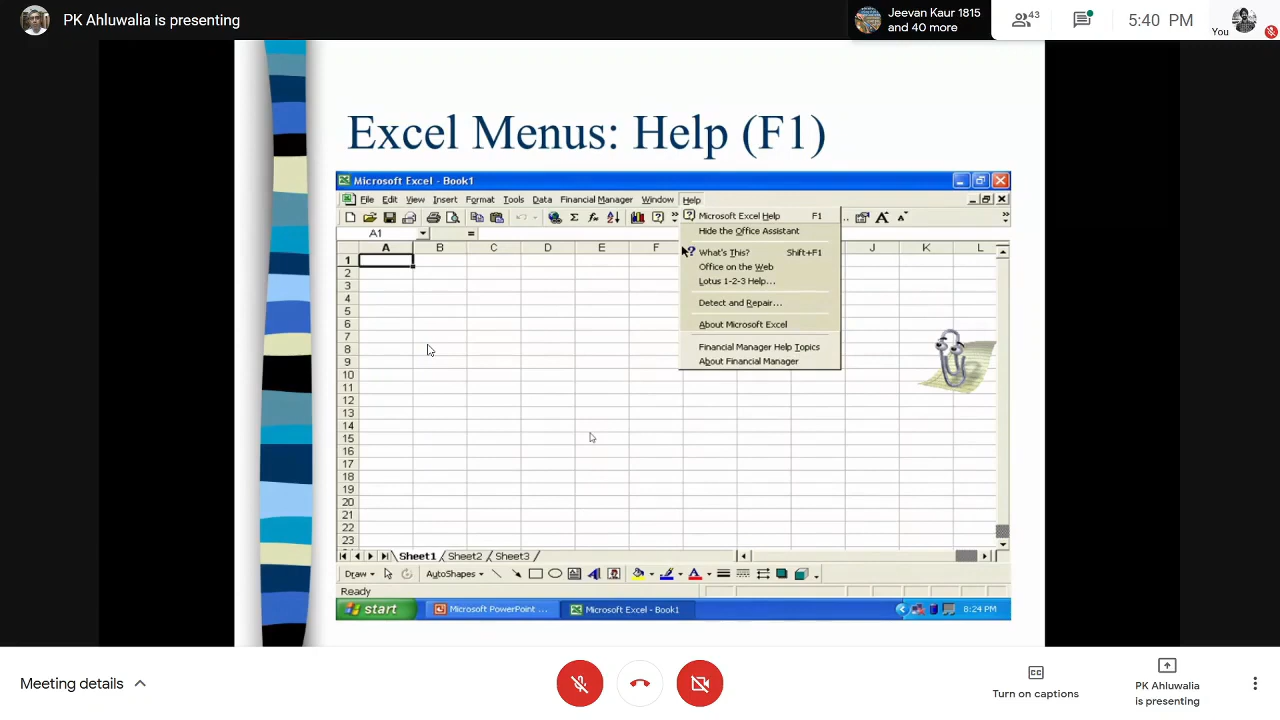 PK Ahluwalia is presenting
Jeevan Kaur 1815
and 40 more
43
5:40 PM
You
Excel Menus: Help (F1)
Microsoft Excel - Book1
File Edit View Insert Format Tools Data Financial Manager Window Help
A1 =
Microsoft Excel Help F1
Hide the Office Assistant
What's This? Shift+F1
Office on the Web
Lotus 1-2-3 Help...
Detect and Repair...
About Microsoft Excel
Financial Manager Help Topics
About Financial Manager
A B C D E F J K L
1
2
3
4
5
6
7
8
9
10
11
12
13
14
15
16
17
18
19
20
21
22
23
Sheet1 Sheet2 Sheet3
Draw AutoShapes
Ready
start Microsoft PowerPoint ... Microsoft Excel - Book1 8:24 PM
Meeting details
CC
Turn on captions
PK Ahluwalia
is presenting